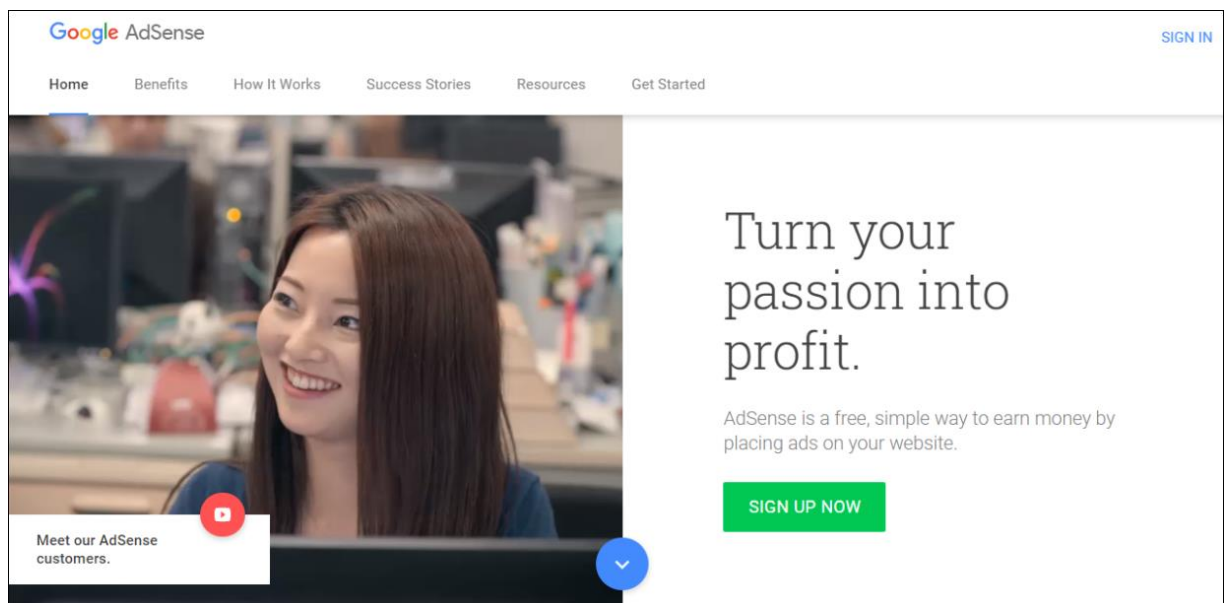 Google AdSense
SIGN IN
Home Benefits How It Works Success Stories Resources Get Started
Turn your
passion into
profit.
AdSense is a free, simple way to earn money by
placing ads on your website.
SIGN UP NOW
Meet our AdSense
customers.